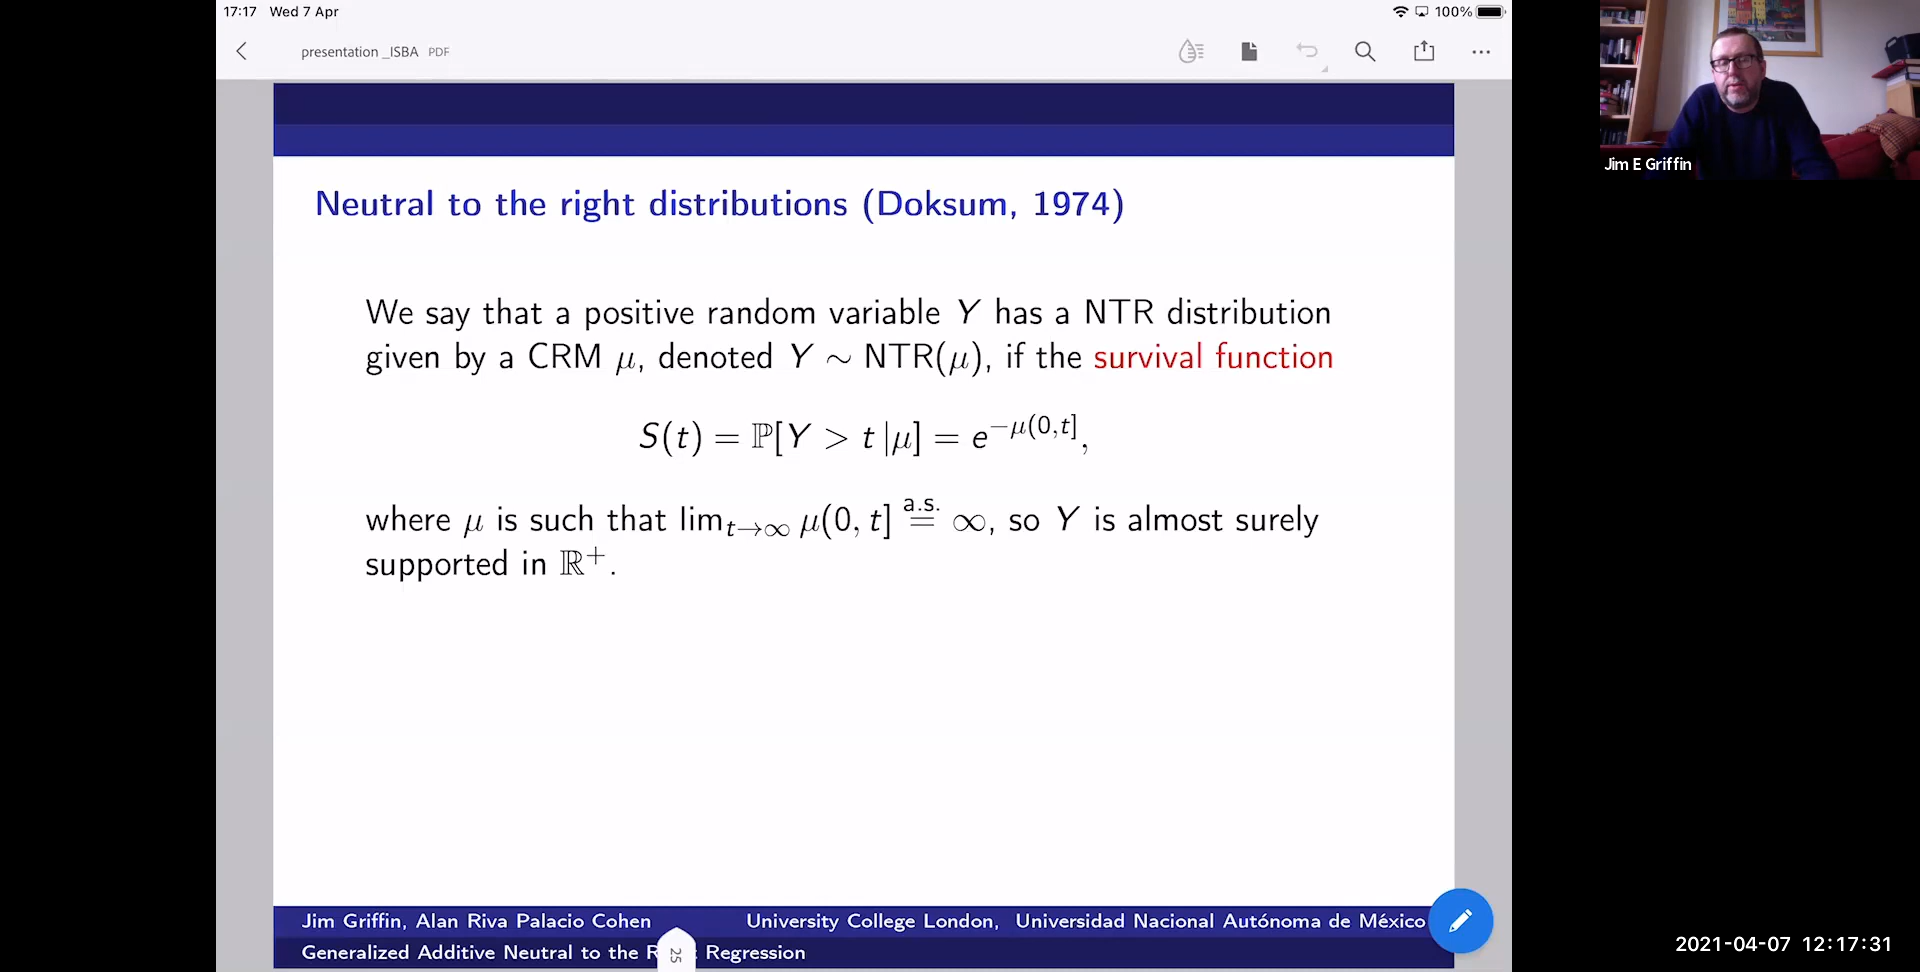 17:17 Wed 7 Apr
100%
presentation _ISBA PDF
Jim E Griffin
Neutral to the right distributions (Doksum, 1974)
We say that a positive random variable Y has a NTR distribution
given by a CRM μ, denoted Y ∼ NTR(μ), if the survival function
S(t) = ℙ[Y > t |μ] = e^{−μ(0,t]},
where μ is such that lim_{t→∞} μ(0, t] a.s. = ∞, so Y is almost surely
supported in ℝ⁺.
Jim Griffin, Alan Riva Palacio Cohen University College London, Universidad Nacional Autónoma de México
Generalized Additive Neutral to the Regression
25
2021-04-07 12:17:31